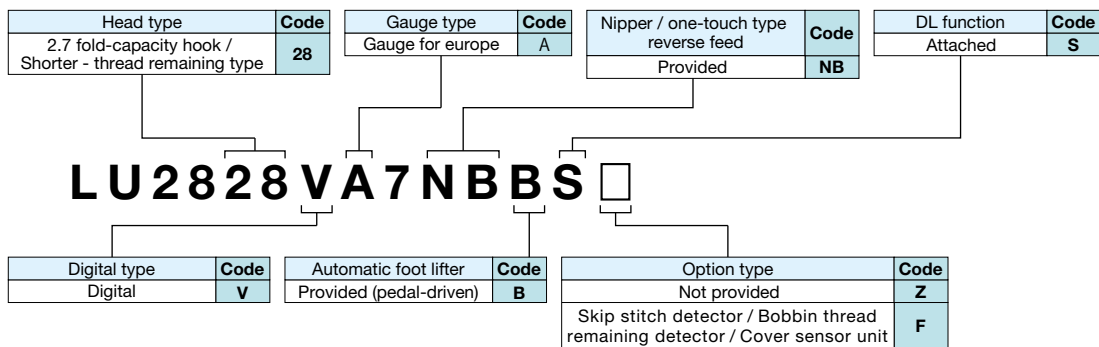 Head type Code
2.7 fold-capacity hook /
Shorter - thread remaining type 28
Gauge type Code
Gauge for europe A
Nipper / one-touch type
reverse feed Code
Provided NB
DL function Code
Attached S
LU2828VA7NBBS□
Digital type Code
Digital V
Automatic foot lifter Code
Provided (pedal-driven) B
Option type Code
Not provided Z
Skip stitch detector / Bobbin thread
remaining detector / Cover sensor unit F